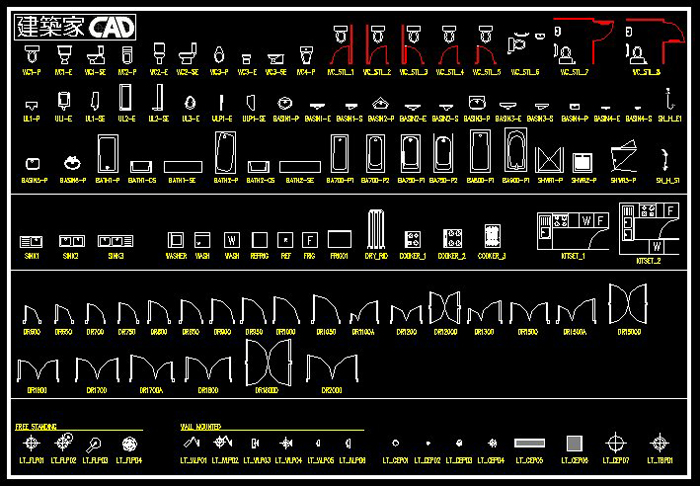 建築家 CAD
WC1-P WC1-E WC1-SE WC2-P WC2-E WC2-SE WC3-P WC3-E WC3-SE WC4-P WC_STL_1 WC_STL_2 WC_STL_3 WC_STL_4 WC_STL_5 WC_STL_6 WC_STL_7 WC_STL_8
UL1-P UL1-E UL1-SE UL2-E UL2-SE UL3-E ULP1-E ULP1-SE BASIN1-P BASIN1-E BASIN1-S BASIN2-P BASIN2-E BASIN2-S BASIN3-P BASIN3-E BASIN3-S BASIN4-P BASIN4-E BASIN4-S SH_H_E1
BASIN5-P BASIN6-P BATH1-P BATH1-CS BATH1-SE BATH2-P BATH2-CS BATH2-SE BA700-P1 BA700-P2 BA750-P1 BA750-P2 BA800-P1 BA900-P1 SHWR1-P SHWR2-P SHWR3-P SH_H_S1
SINK1 SINK2 SINK3 WASHER WASH WASH REFRIG REF FRIG FRIG01 DRY_RID COOKER_1 COOKER_2 COOKER_3 KITSET_1 KITSET_2
W
F
W F
F
W
DR600 DR650 DR700 DR750 DR800 DR850 DR900 DR950 DR1000 DR1050 DR1100A DR1200 DR1200D DR1300 DR1500 DR1500A DR1500D
DR1600 DR1700 DR1700A DR1800 DR1800D DR2000
FREE STANDING WALL MOUNTED
LT_FLP01 LT_FLP02 LT_FLP03 LT_FLP04 LT_WLP01 LT_WLP02 LT_WLP03 LT_WLP04 LT_WLP05 LT_WLP06 LT_CEP01 LT_CEP02 LT_CEP03 LT_CEP04 LT_CEP05 LT_CEP06 LT_CEP07 LT_TBP01